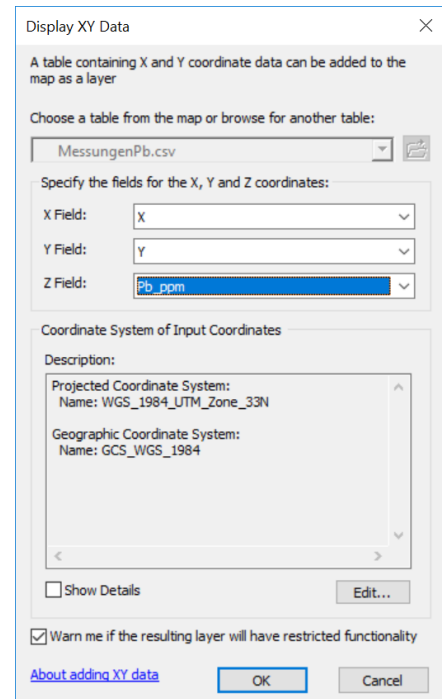 Display XY Data
A table containing X and Y coordinate data can be added to the
map as a layer
Choose a table from the map or browse for another table:
MessungenPb.csv
Specify the fields for the X, Y and Z coordinates:
X Field: X
Y Field: Y
Z Field: Pb_ppm
Coordinate System of Input Coordinates
Description:
Projected Coordinate System:
Name: WGS_1984_UTM_Zone_33N
Geographic Coordinate System:
Name: GCS_WGS_1984
Show Details Edit...
Warn me if the resulting layer will have restricted functionality
About adding XY data OK Cancel